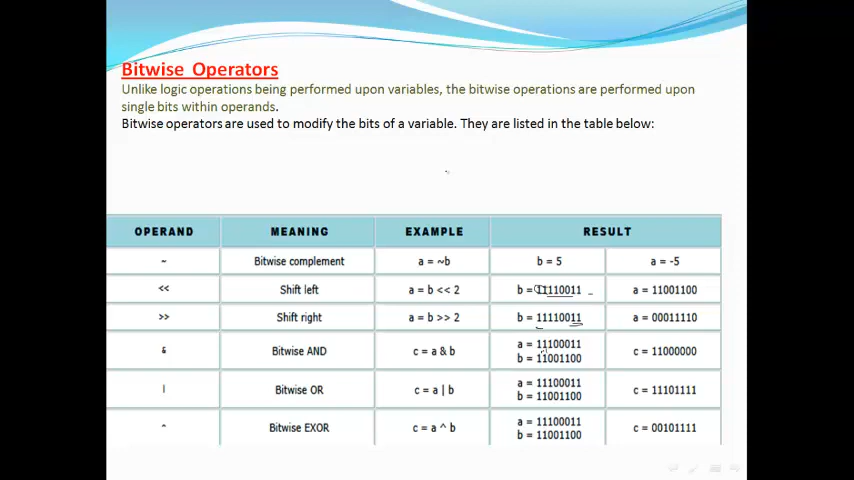 Bitwise Operators
Unlike logic operations being performed upon variables, the bitwise operations are performed upon
single bits within operands.
Bitwise operators are used to modify the bits of a variable. They are listed in the table below:
OPERAND MEANING EXAMPLE RESULT
~ Bitwise complement a = ~b b = 5 a = -5
<< Shift left a = b << 2 b = 11110011 a = 11001100
>> Shift right a = b >> 2 b = 11110011 a = 00011110
& Bitwise AND c = a & b a = 11100011 b = 11001100 c = 11000000
| Bitwise OR c = a | b a = 11100011 b = 11001100 c = 11101111
^ Bitwise EXOR c = a ^ b a = 11100011 b = 11001100 c = 00101111